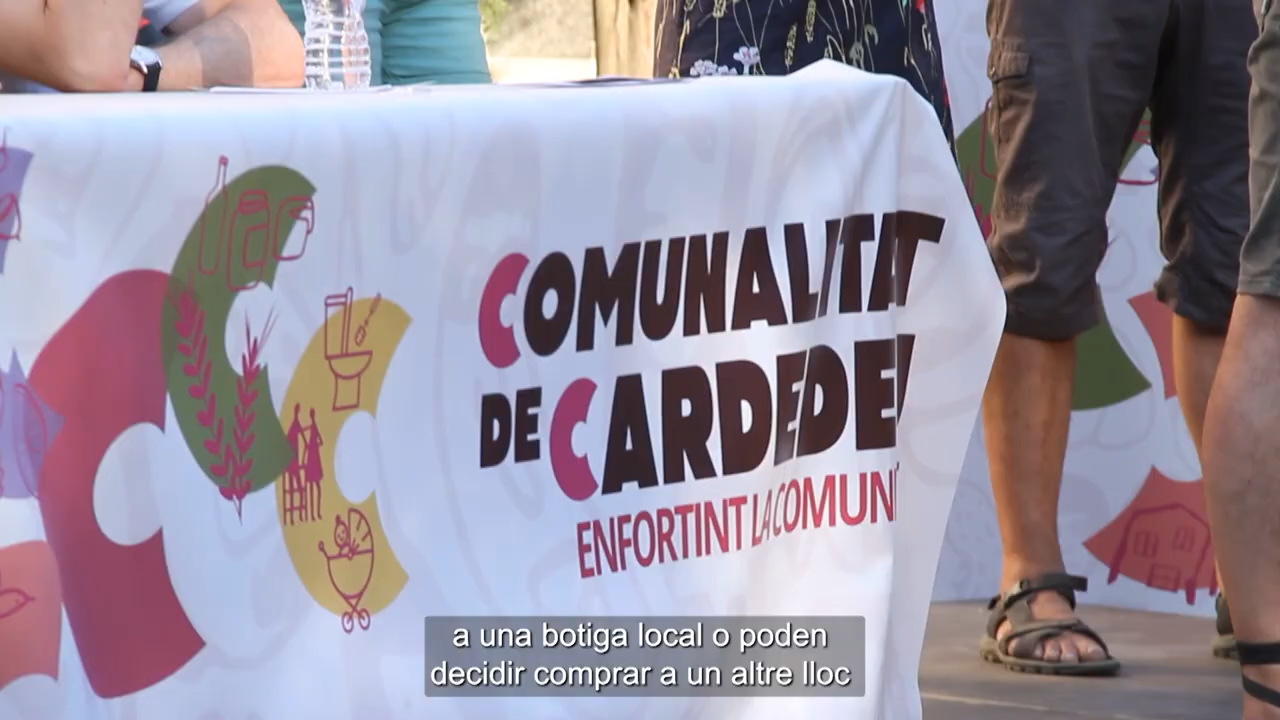 COMUNALITAT
DE CARDEDE
ENFORTINT LA COMUNI
a una botiga local o poden
decidir comprar a un altre lloc